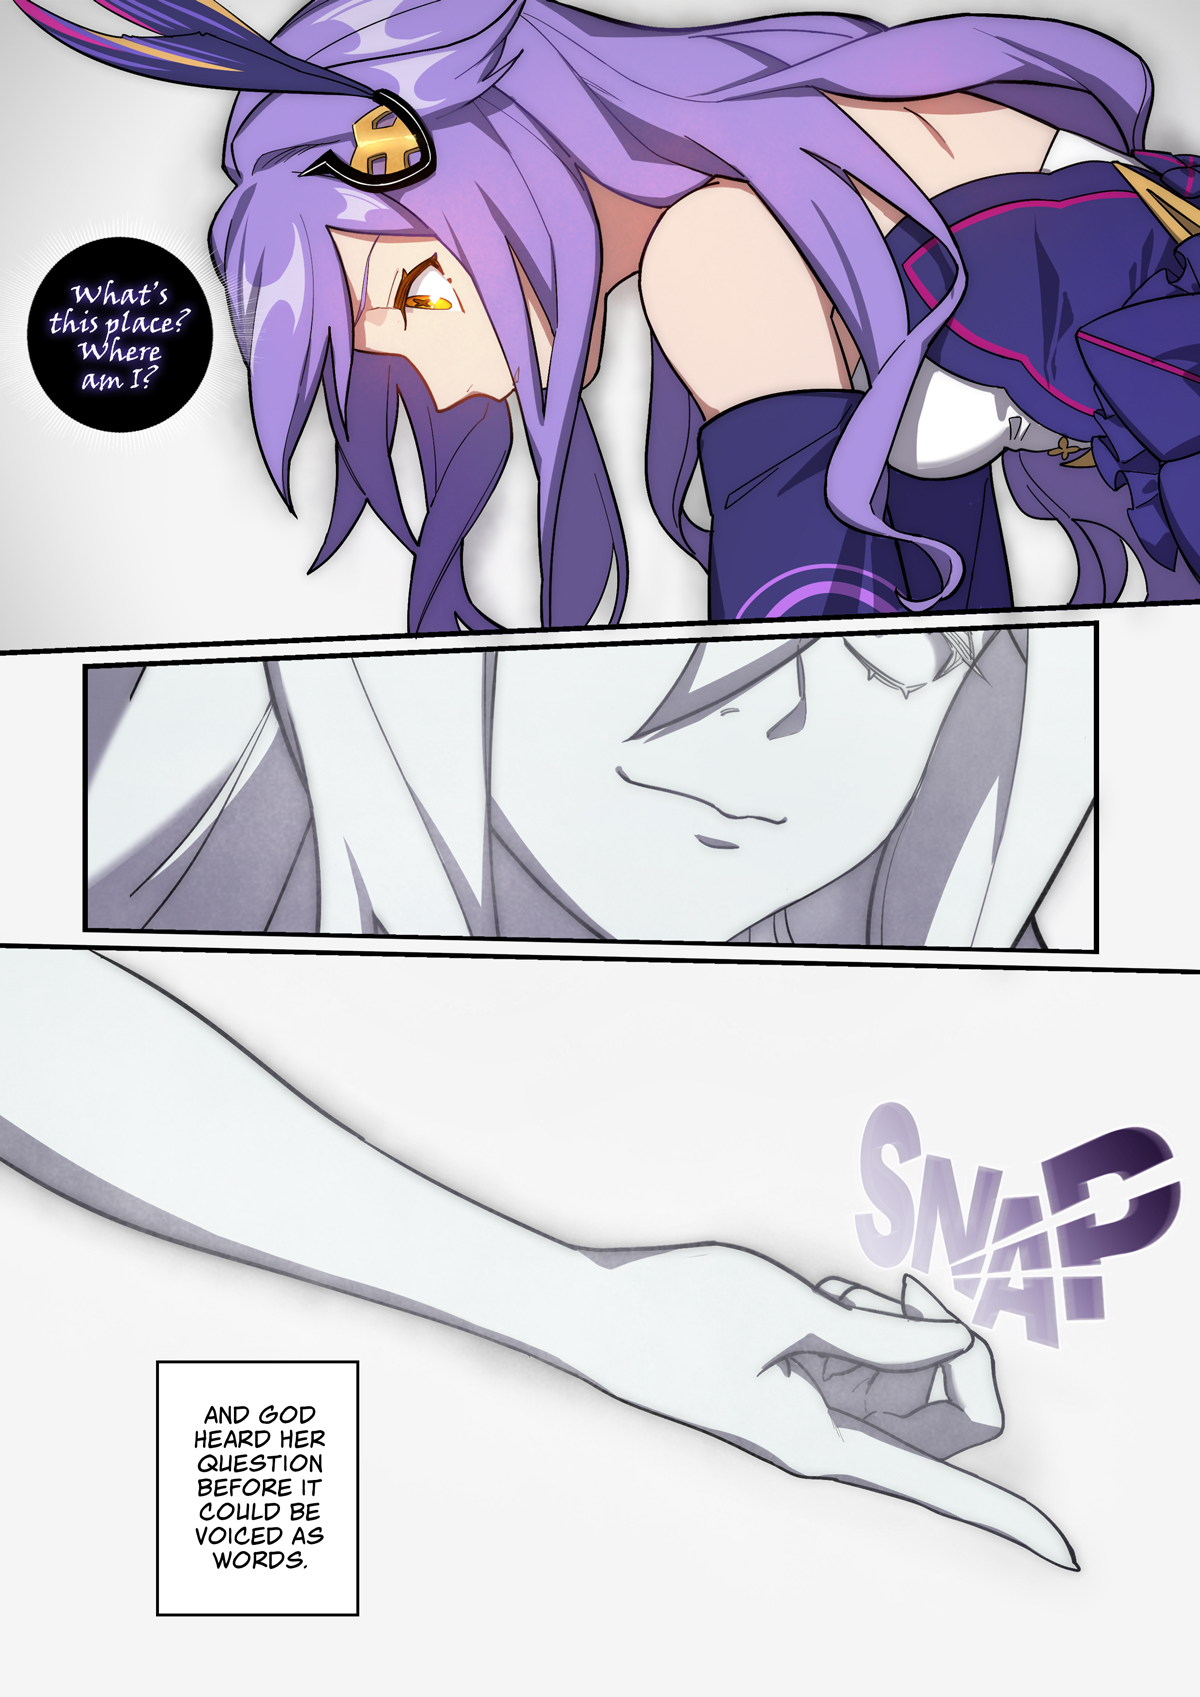 What's
this place?
Where
am I?
SNAP
AND GOD
HEARD HER
QUESTION
BEFORE IT
COULD BE
VOICED AS
WORDS.